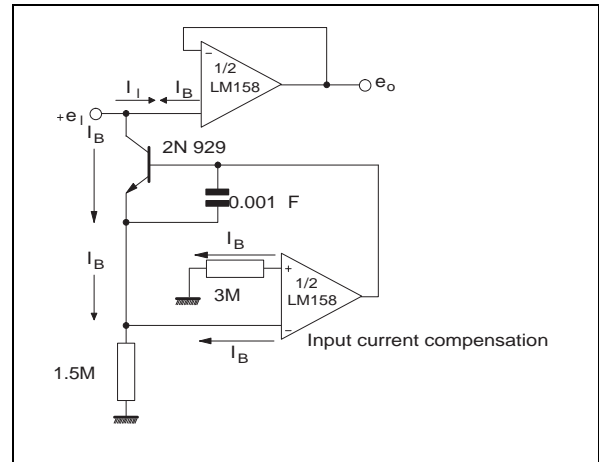 1/2
LM158
−
e o
I I
I B
+e I
I B
2N 929
0.001 F
I B
I B
+
1/2
LM158
−
3M
I B
Input current compensation
1.5M